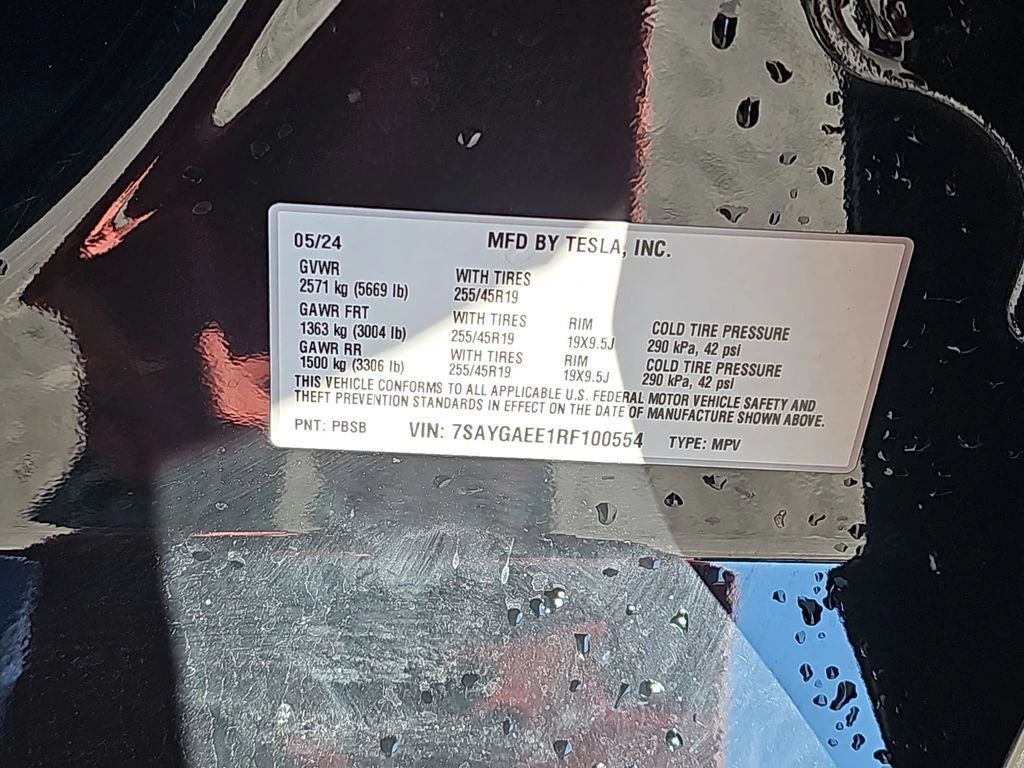 05/24 MFD BY TESLA, INC.
GVWR WITH TIRES
2571 kg (5669 lb) 255/45R19
GAWR FRT WITH TIRES RIM COLD TIRE PRESSURE
1363 kg (3004 lb) 255/45R19 19X9.5J 290 kPa, 42 psi
GAWR RR WITH TIRES RIM COLD TIRE PRESSURE
1500 kg (3306 lb) 255/45R19 19X9.5J 290 kPa, 42 psi
THIS VEHICLE CONFORMS TO ALL APPLICABLE U.S. FEDERAL MOTOR VEHICLE SAFETY AND
THEFT PREVENTION STANDARDS IN EFFECT ON THE DATE OF MANUFACTURE SHOWN ABOVE.
PNT: PBSB VIN: 7SAYGAEE1RF100554 TYPE: MPV